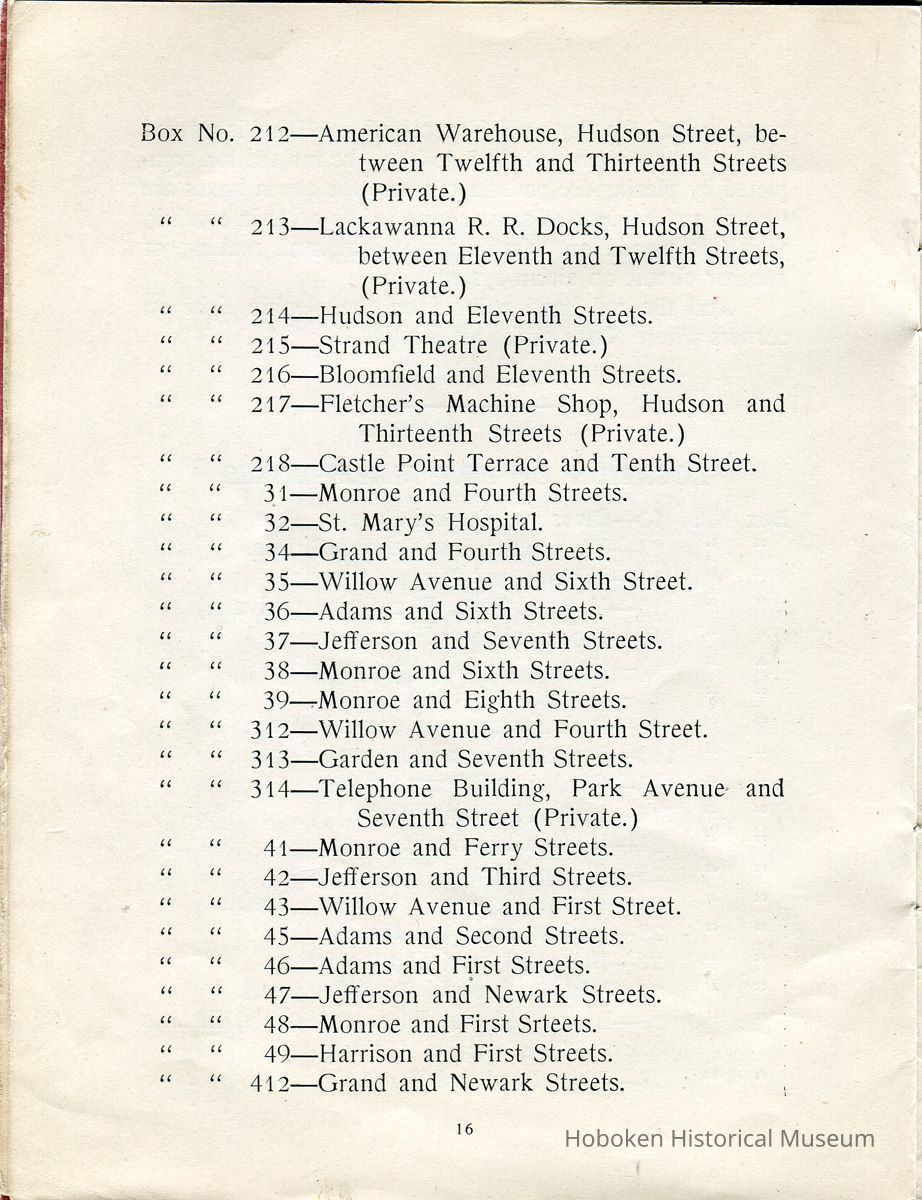 Box No. 212—American Warehouse, Hudson Street, be-
tween Twelfth and Thirteenth Streets
(Private.)
“ “ 213—Lackawanna R. R. Docks, Hudson Street,
between Eleventh and Twelfth Streets,
(Private.)
“ “ 214—Hudson and Eleventh Streets.
“ “ 215—Strand Theatre (Private.)
“ “ 216—Bloomfield and Eleventh Streets.
“ “ 217—Fletcher’s Machine Shop, Hudson and
Thirteenth Streets (Private.)
“ “ 218—Castle Point Terrace and Tenth Street.
“ “ 31—Monroe and Fourth Streets.
“ “ 32—St. Mary’s Hospital.
“ “ 34—Grand and Fourth Streets.
“ “ 35—Willow Avenue and Sixth Street.
“ “ 36—Adams and Sixth Streets.
“ “ 37—Jefferson and Seventh Streets.
“ “ 38—Monroe and Sixth Streets.
“ “ 39—Monroe and Eighth Streets.
“ “ 312—Willow Avenue and Fourth Street.
“ “ 313—Garden and Seventh Streets.
“ “ 314—Telephone Building, Park Avenue and
Seventh Street (Private.)
“ “ 41—Monroe and Ferry Streets.
“ “ 42—Jefferson and Third Streets.
“ “ 43—Willow Avenue and First Street.
“ “ 45—Adams and Second Streets.
“ “ 46—Adams and First Streets.
“ “ 47—Jefferson and Newark Streets.
“ “ 48—Monroe and First Srteets.
“ “ 49—Harrison and First Streets.
“ “ 412—Grand and Newark Streets.
16
Hoboken Historical Museum